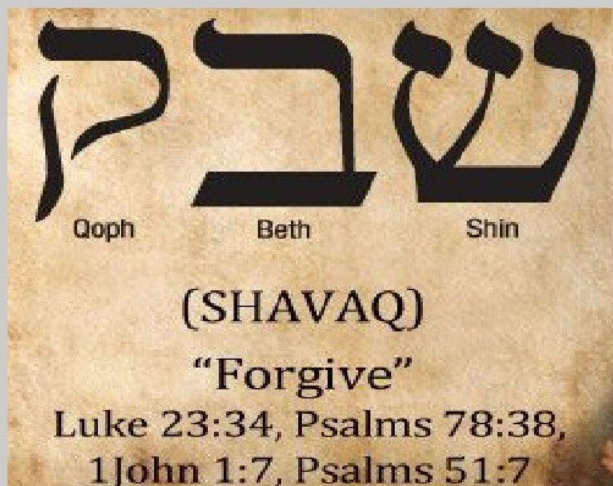 שבק
Qoph Beth Shin
(SHAVAQ)
“Forgive”
Luke 23:34, Psalms 78:38,
1John 1:7, Psalms 51:7